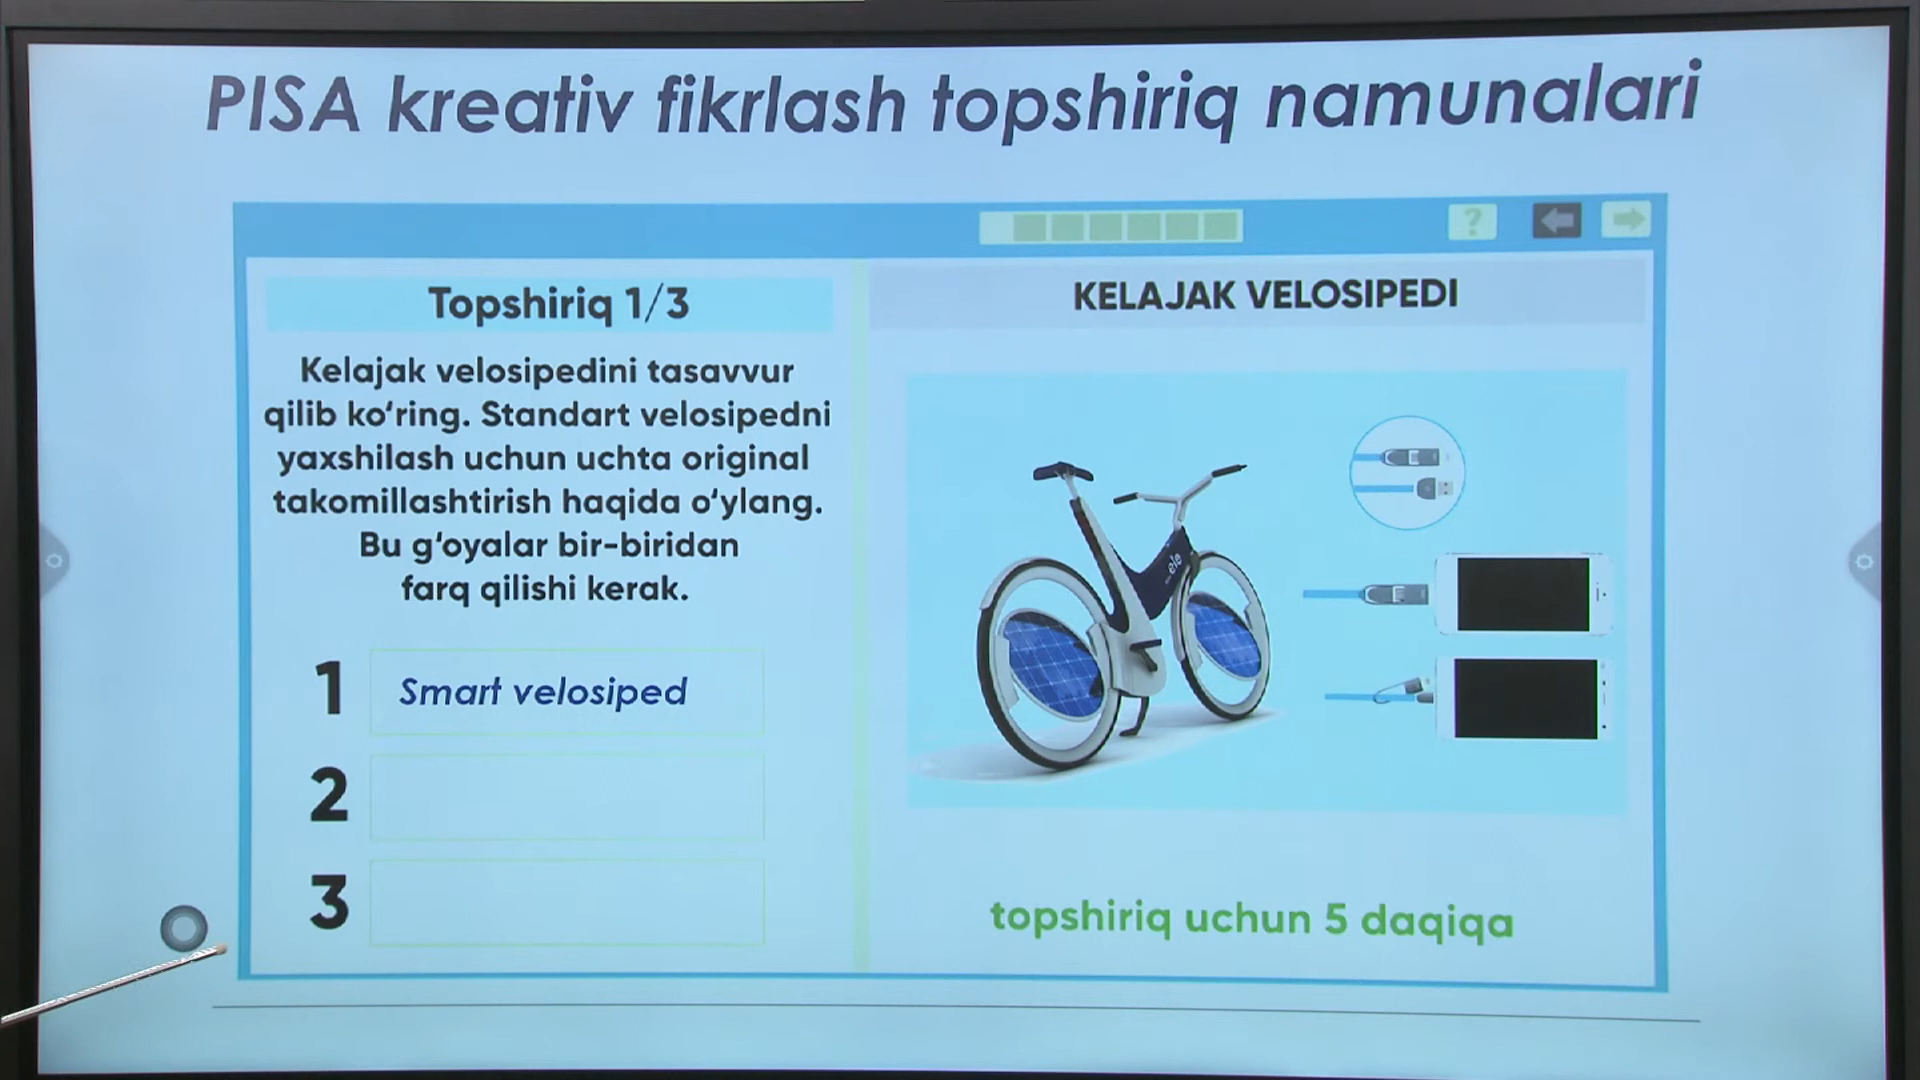 PISA kreativ fikrlash topshiriq namunalari
?
Topshiriq 1/3
KELAJAK VELOSIPEDI
Kelajak velosipedini tasavvur
qilib ko‘ring. Standart velosipedni
yaxshilash uchun uchta original
takomillashtirish haqida o‘ylang.
Bu g‘oyalar bir-biridan
farq qilishi kerak.
1 Smart velosiped
2
3
ele
topshiriq uchun 5 daqiqa